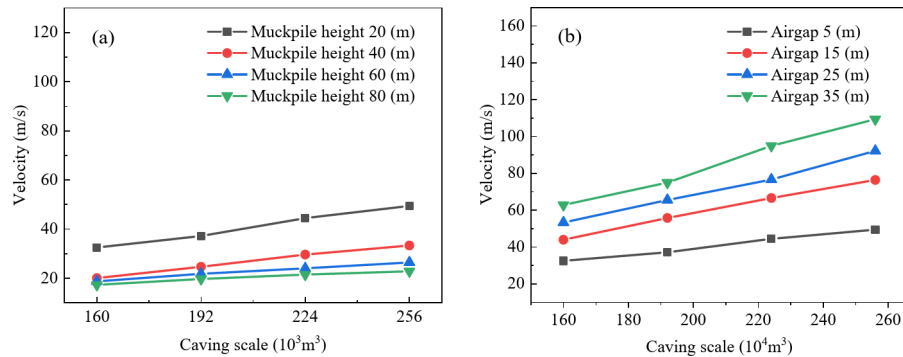 (a)
Muckpile height 20 (m)
Muckpile height 40 (m)
Muckpile height 60 (m)
Muckpile height 80 (m)
Velocity (m/s)
120
100
80
60
40
20
160 192 224 256
Caving scale (10³m³)
(b)
Airgap 5 (m)
Airgap 15 (m)
Airgap 25 (m)
Airgap 35 (m)
Velocity (m/s)
160
140
120
100
80
60
40
20
160 180 200 220 240 260
Caving scale (10⁴m³)